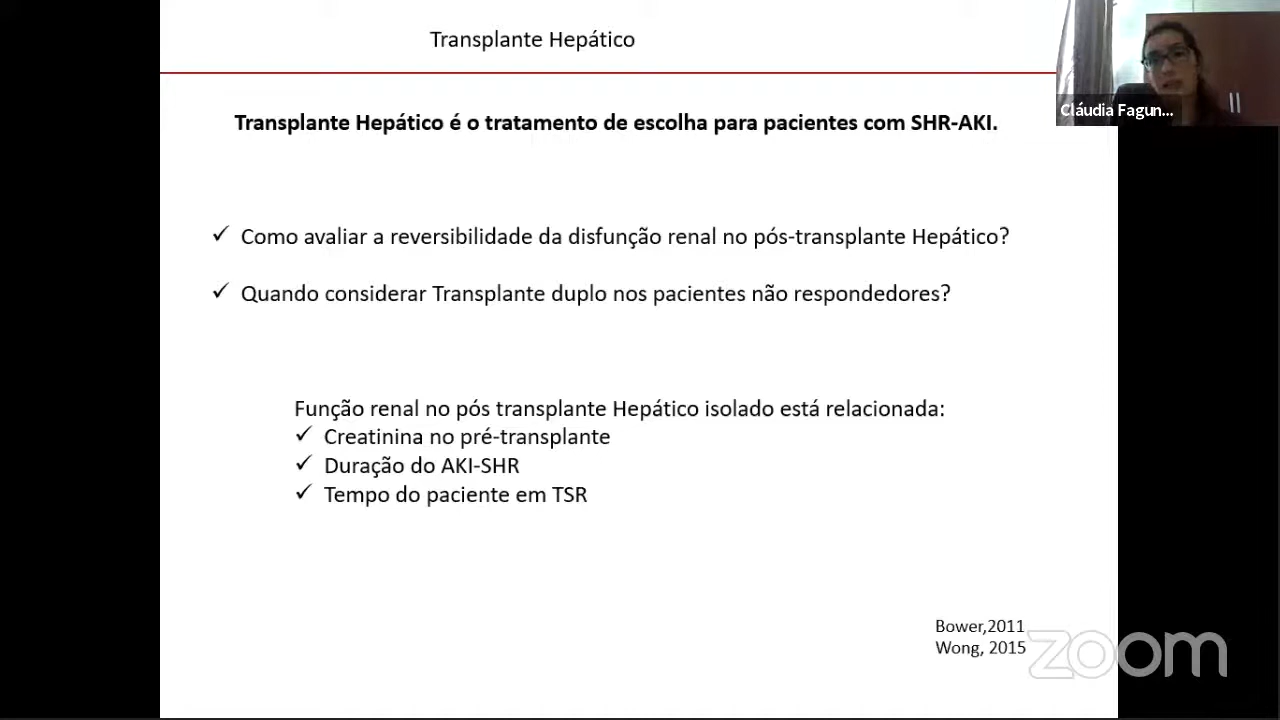 Transplante Hepático
Cláudia Fagun...
Transplante Hepático é o tratamento de escolha para pacientes com SHR-AKI.
✓ Como avaliar a reversibilidade da disfunção renal no pós-transplante Hepático?
✓ Quando considerar Transplante duplo nos pacientes não respondedores?
Função renal no pós transplante Hepático isolado está relacionada:
✓ Creatinina no pré-transplante
✓ Duração do AKI-SHR
✓ Tempo do paciente em TSR
Bower,2011
Wong, 2015
zoom